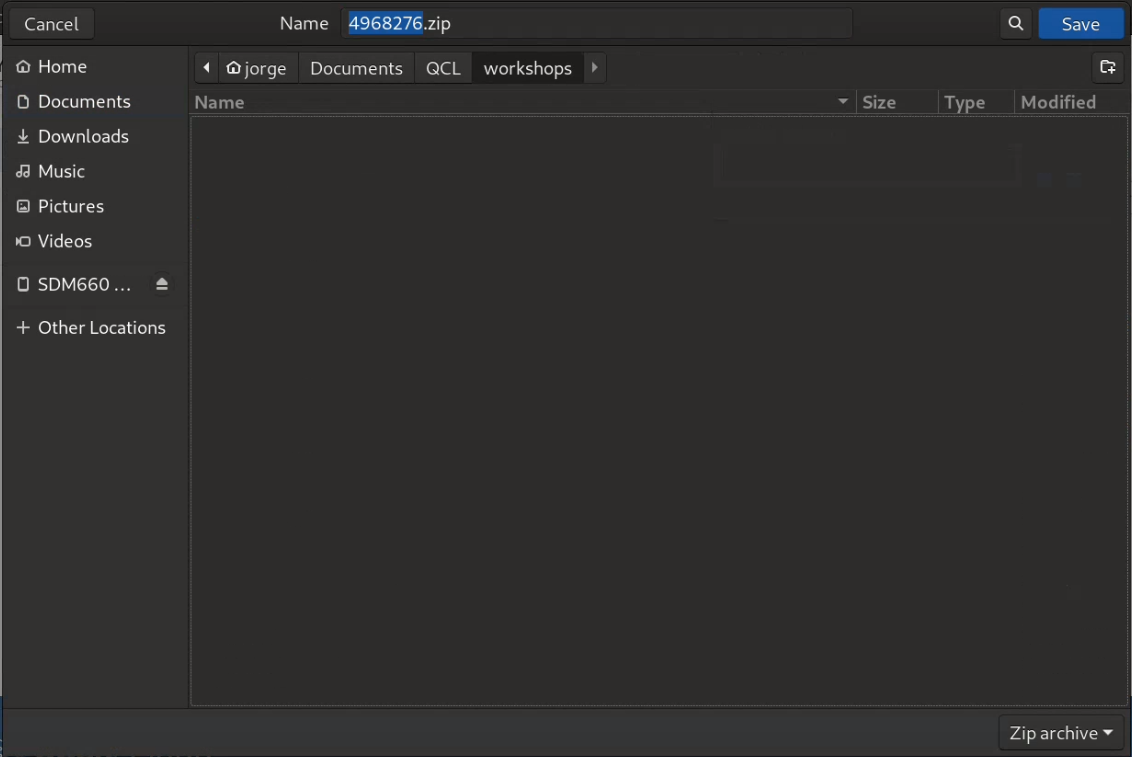 Cancel Name 4968276.zip Save
Home
Documents
Downloads
Music
Pictures
Videos
SDM660 ...
Other Locations
jorge Documents QCL workshops
Name Size Type Modified
Zip archive